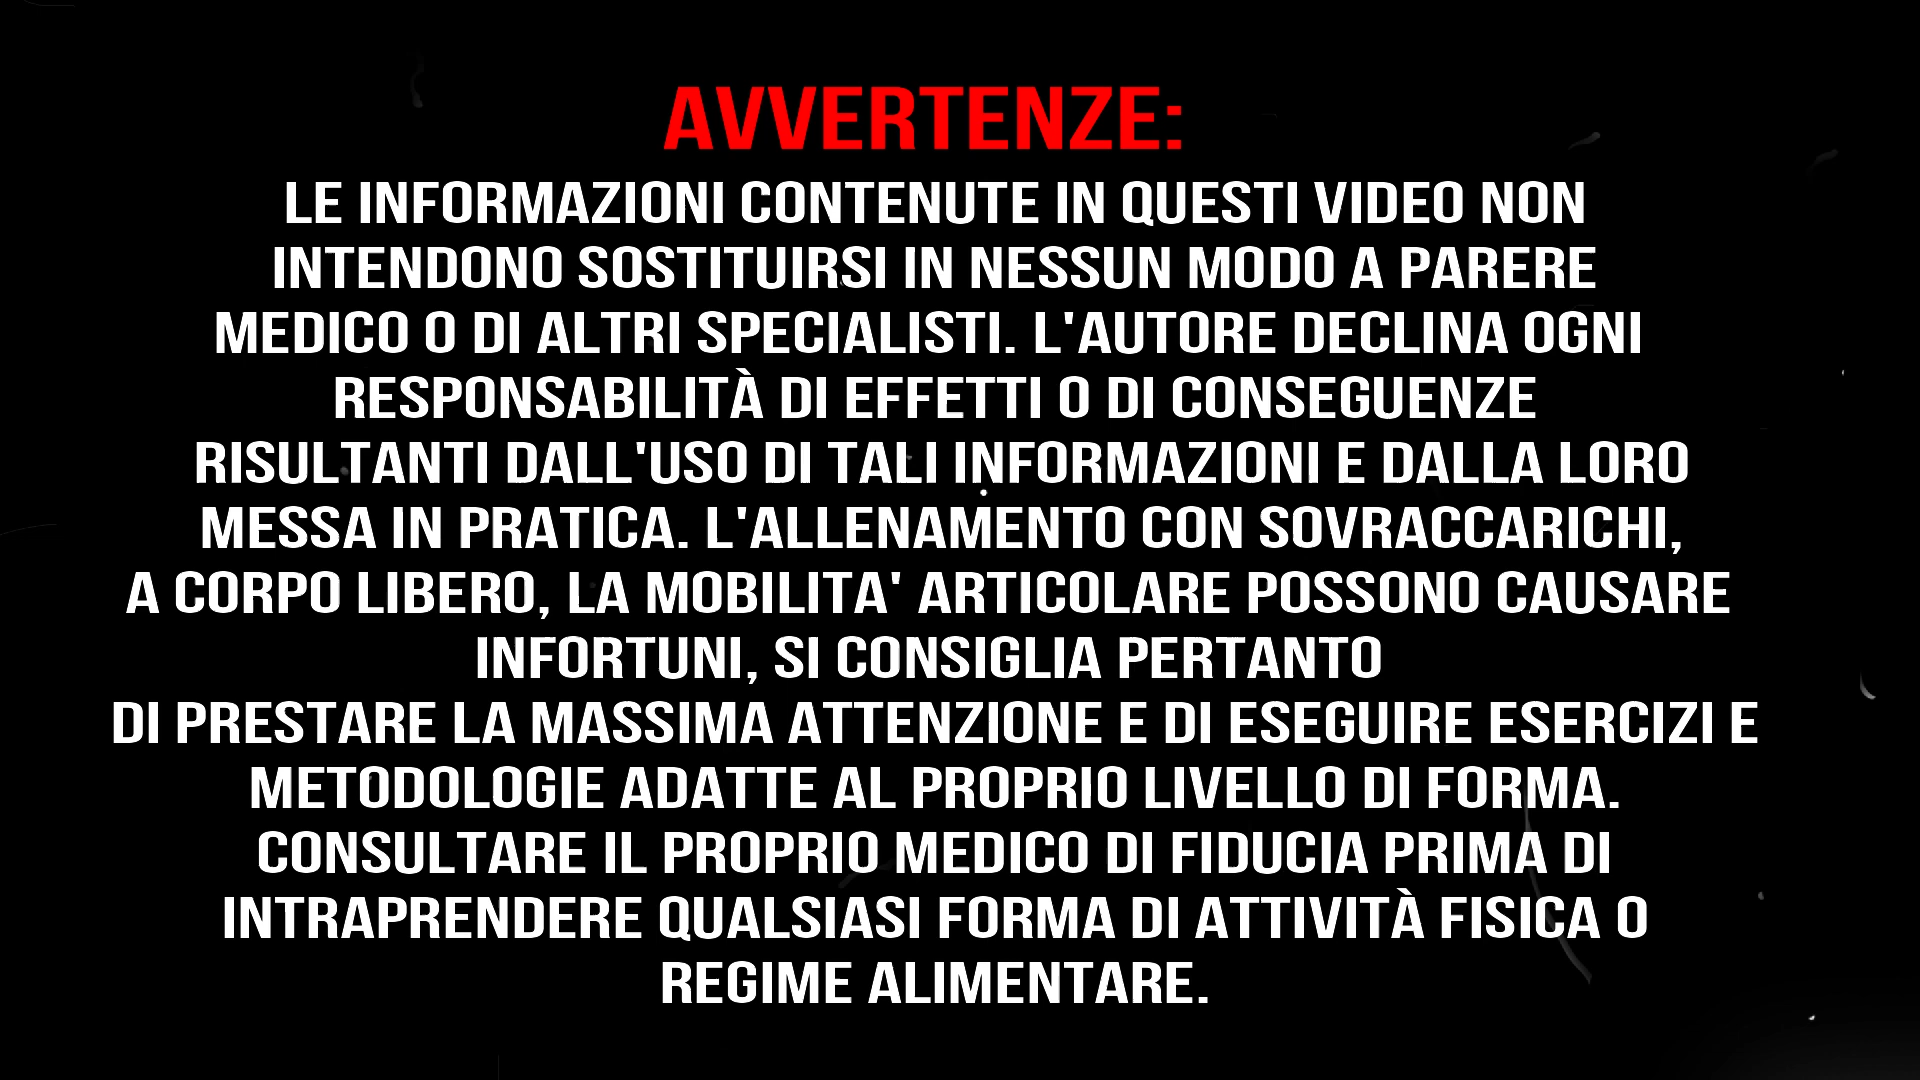 AVVERTENZE:
LE INFORMAZIONI CONTENUTE IN QUESTI VIDEO NON
INTENDONO SOSTITUIRSI IN NESSUN MODO A PARERE
MEDICO O DI ALTRI SPECIALISTI. L'AUTORE DECLINA OGNI
RESPONSABILITÀ DI EFFETTI O DI CONSEGUENZE
RISULTANTI DALL'USO DI TALI INFORMAZIONI E DALLA LORO
MESSA IN PRATICA. L'ALLENAMENTO CON SOVRACCARICHI,
A CORPO LIBERO, LA MOBILITA' ARTICOLARE POSSONO CAUSARE
INFORTUNI, SI CONSIGLIA PERTANTO
DI PRESTARE LA MASSIMA ATTENZIONE E DI ESEGUIRE ESERCIZI E
METODOLOGIE ADATTE AL PROPRIO LIVELLO DI FORMA.
CONSULTARE IL PROPRIO MEDICO DI FIDUCIA PRIMA DI
INTRAPRENDERE QUALSIASI FORMA DI ATTIVITÀ FISICA O
REGIME ALIMENTARE.